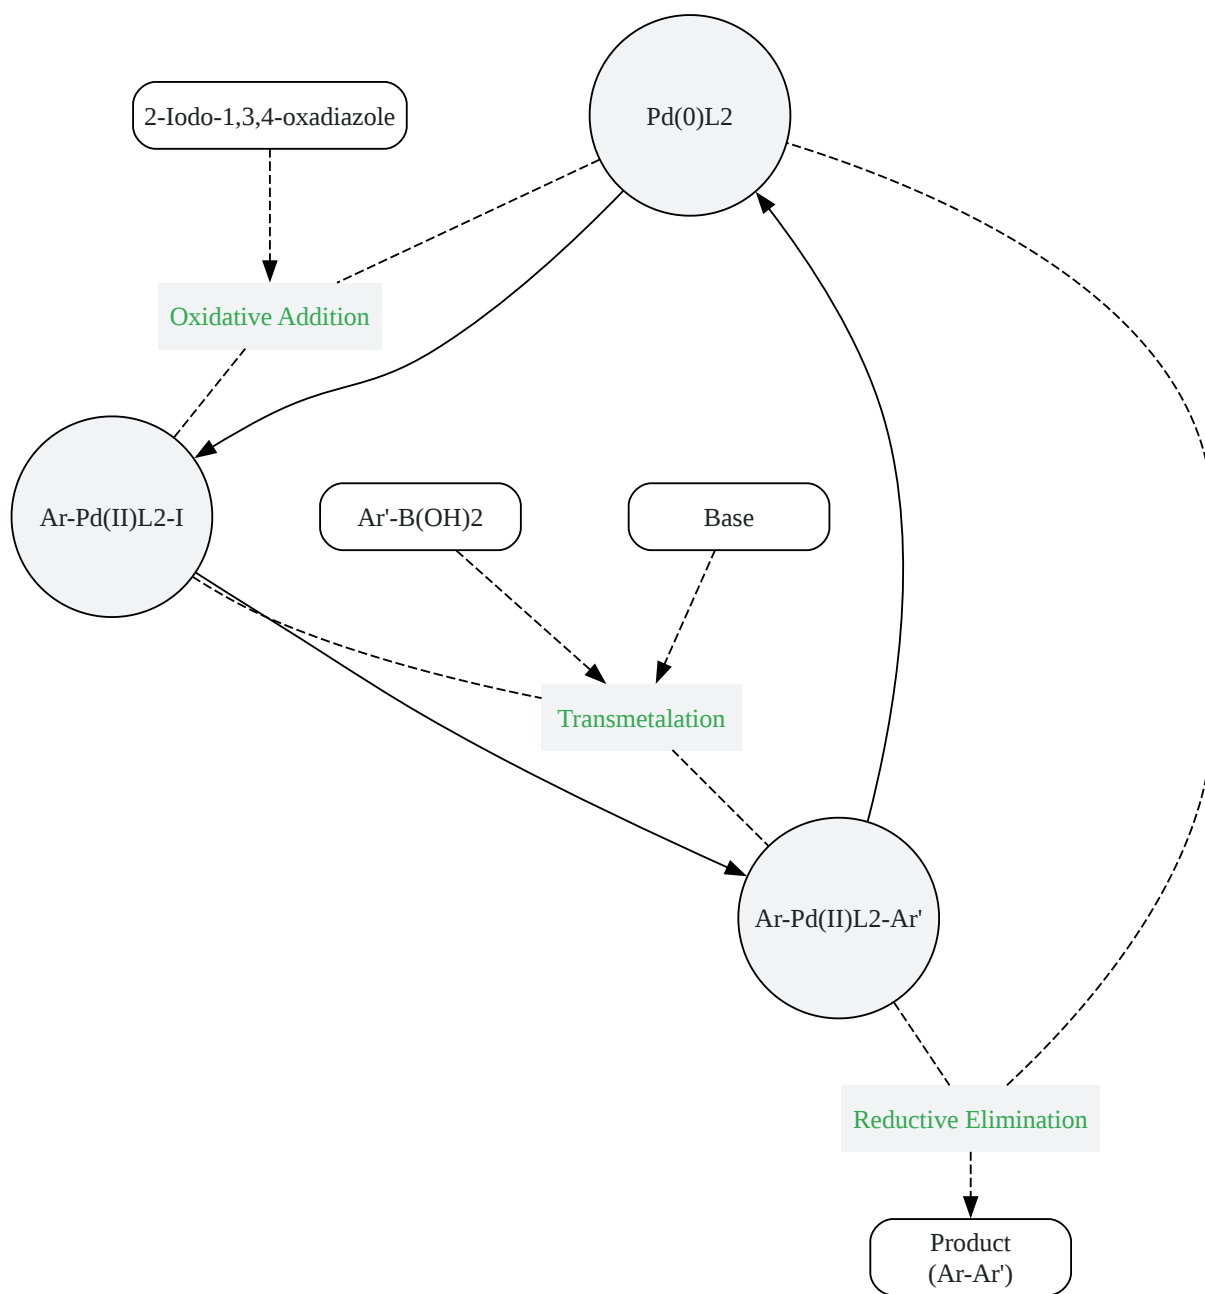 Pd(0)L2
2-Iodo-1,3,4-oxadiazole
Oxidative Addition
Ar-Pd(II)L2-I
Ar'-B(OH)2
Base
Transmetalation
Ar-Pd(II)L2-Ar'
Reductive Elimination
Product
(Ar-Ar')